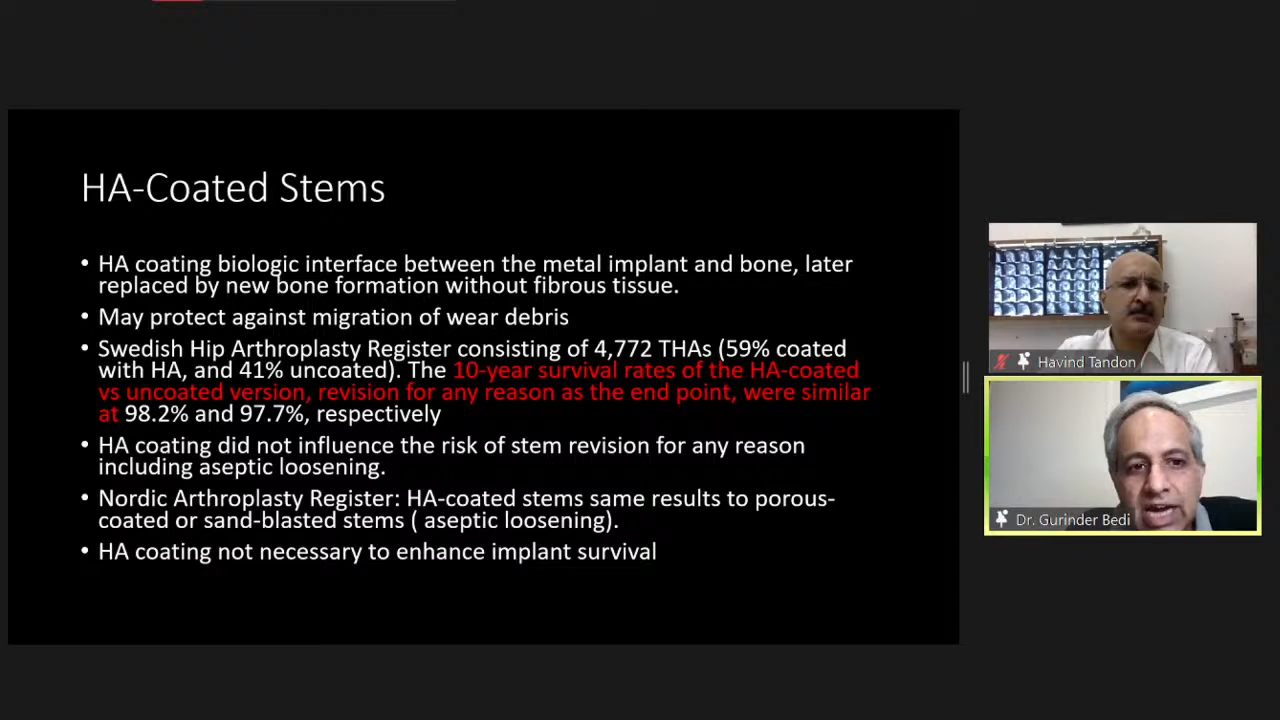 HA-Coated Stems
• HA coating biologic interface between the metal implant and bone, later
replaced by new bone formation without fibrous tissue.
• May protect against migration of wear debris
• Swedish Hip Arthroplasty Register consisting of 4,772 THAs (59% coated
with HA, and 41% uncoated). The 10-year survival rates of the HA-coated
vs uncoated version, revision for any reason as the end point, were similar
at 98.2% and 97.7%, respectively
• HA coating did not influence the risk of stem revision for any reason
including aseptic loosening.
• Nordic Arthroplasty Register: HA-coated stems same results to porous-
coated or sand-blasted stems ( aseptic loosening).
• HA coating not necessary to enhance implant survival
Havind Tandon
Dr. Gurinder Bedi